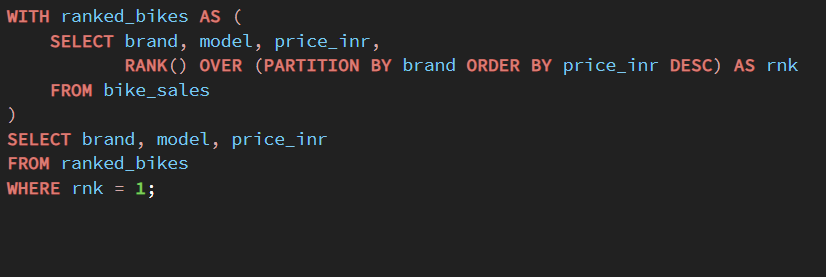 WITH ranked_bikes AS (
    SELECT brand, model, price_inr,
           RANK() OVER (PARTITION BY brand ORDER BY price_inr DESC) AS rnk
    FROM bike_sales
)
SELECT brand, model, price_inr
FROM ranked_bikes
WHERE rnk = 1;